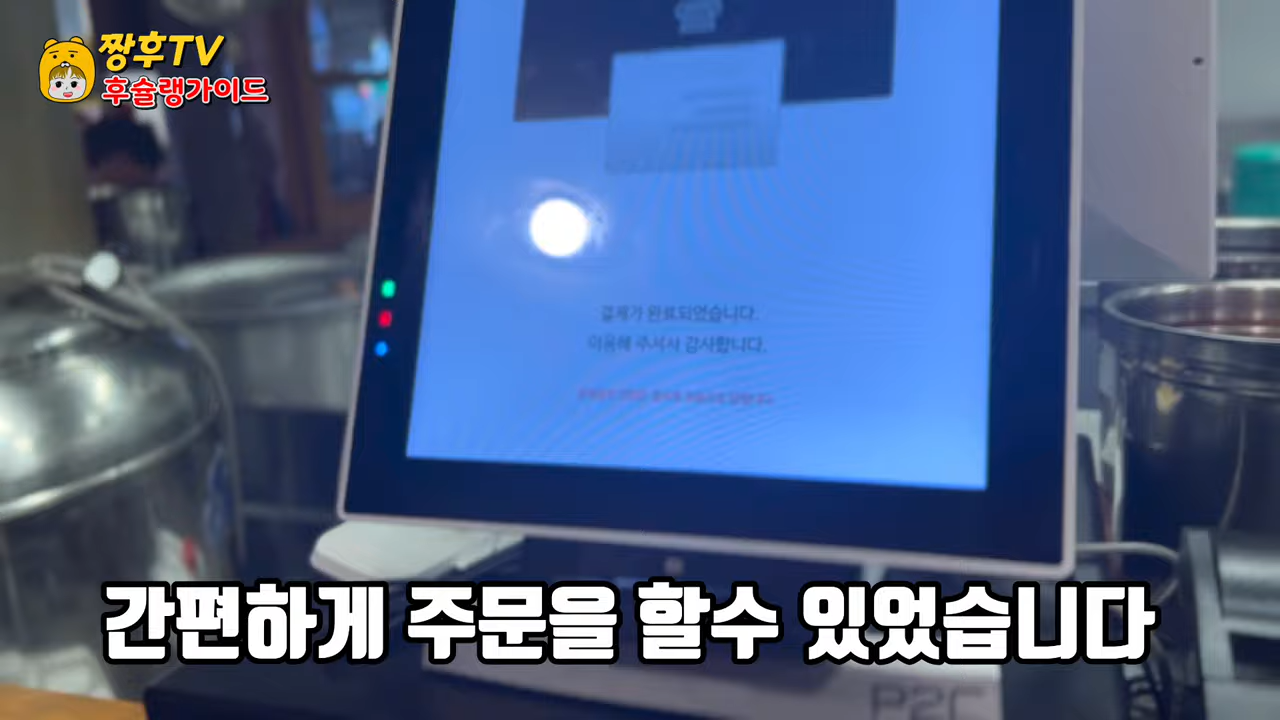 짱후TV
후슐랭가이드
결제가 완료되었습니다.
이용해 주셔서 감사합니다.
간편하게 주문을 할수 있었습니다